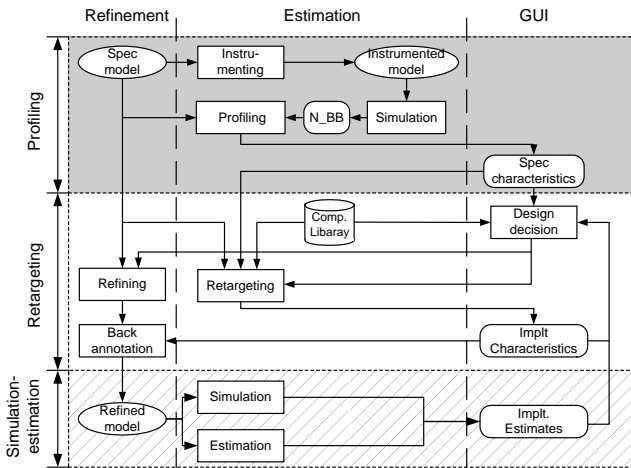 Refinement
Estimation
GUI
Profiling
Spec
model
Instru-
menting
Instrumented
model
Profiling
N_BB
Simulation
Spec
characteristics
Retargeting
Comp.
Libaray
Design
decision
Refining
Retargeting
Back
annotation
Implt
Characteristics
Simulation-
estimation
Refined
model
Simulation
Estimation
Implt.
Estimates